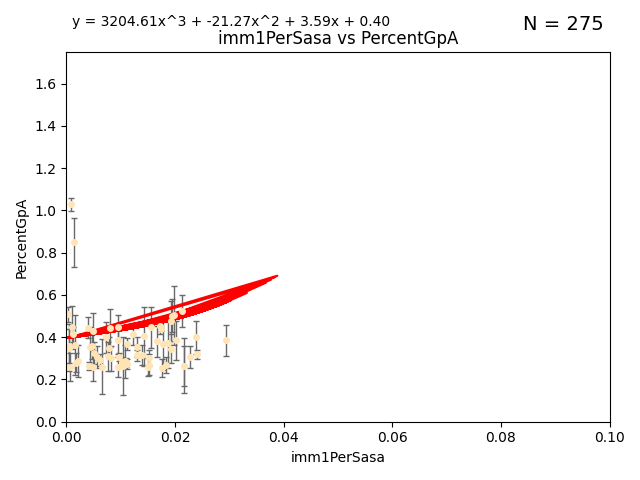 y = 3204.61x^3 + -21.27x^2 + 3.59x + 0.40
N = 275
imm1PerSasa vs PercentGpA
PercentGpA
1.6
1.4
1.2
1.0
0.8
0.6
0.4
0.2
0.0
0.00 0.02 0.04 0.06 0.08 0.10
imm1PerSasa